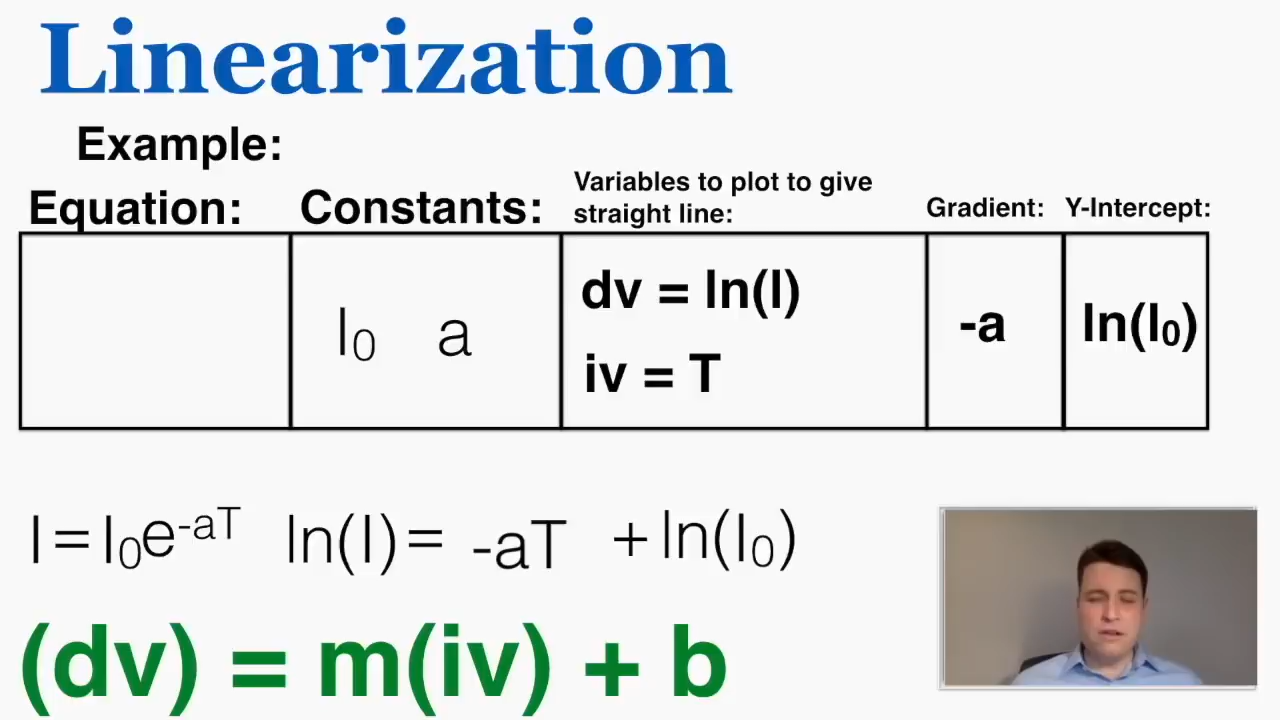 Linearization
Example:
Equation: Constants: Variables to plot to give straight line: Gradient: Y-Intercept:
I₀ a dv = ln(I) iv = T -a ln(I₀)
I = I₀e⁻ᵃᵀ ln(I) = -aT + ln(I₀)
(dv) = m(iv) + b